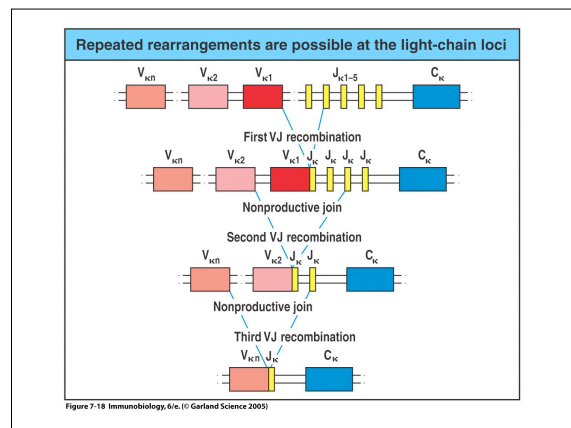 Repeated rearrangements are possible at the light-chain loci
Vκn Vκ2 Vκ1 Jκ1–5 Cκ
First VJ recombination
Vκn Vκ2 Vκ1 Jκ Jκ Jκ Jκ Cκ
Nonproductive join
Second VJ recombination
Vκn Vκ2 Jκ Jκ Cκ
Nonproductive join
Third VJ recombination
Vκn Jκ Cκ
Figure 7-18 Immunobiology, 6/e. (© Garland Science 2005)